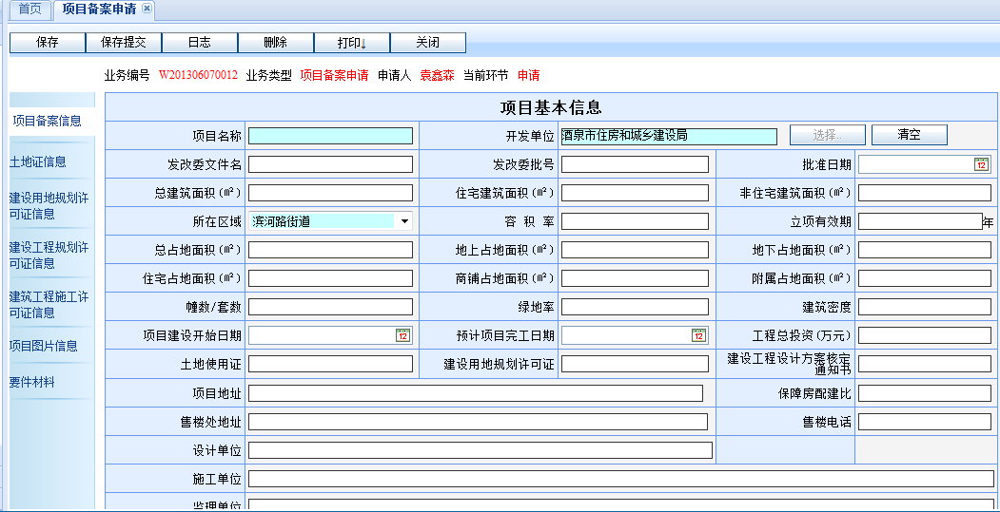 首页 项目备案申请
保存 保存提交 日志 删除 打印↓ 关闭
业务编号 W201306070012 业务类型 项目备案申请 申请人 袁鑫森 当前环节 申请
项目备案信息
土地证信息
建设用地规划许
可证信息
建设工程规划许
可证信息
建筑工程施工许
可证信息
项目图片信息
要件材料
项目基本信息
项目名称 开发单位 酒泉市住房和城乡建设局 选择.. 清空
发改委文件名 发改委批号 批准日期 12
总建筑面积(㎡) 住宅建筑面积(㎡) 非住宅建筑面积(㎡)
所在区域 滨河路街道 容 积 率 立项有效期 年
总占地面积(㎡) 地上占地面积(㎡) 地下占地面积(㎡)
住宅占地面积(㎡) 商铺占地面积(㎡) 附属占地面积(㎡)
幢数/套数 绿地率 建筑密度
项目建设开始日期 12 预计项目完工日期 12 工程总投资(万元)
土地使用证 建设用地规划许可证 建设工程设计方案核定
通知书
项目地址 保障房配建比
售楼处地址 售楼电话
设计单位
施工单位
监理单位